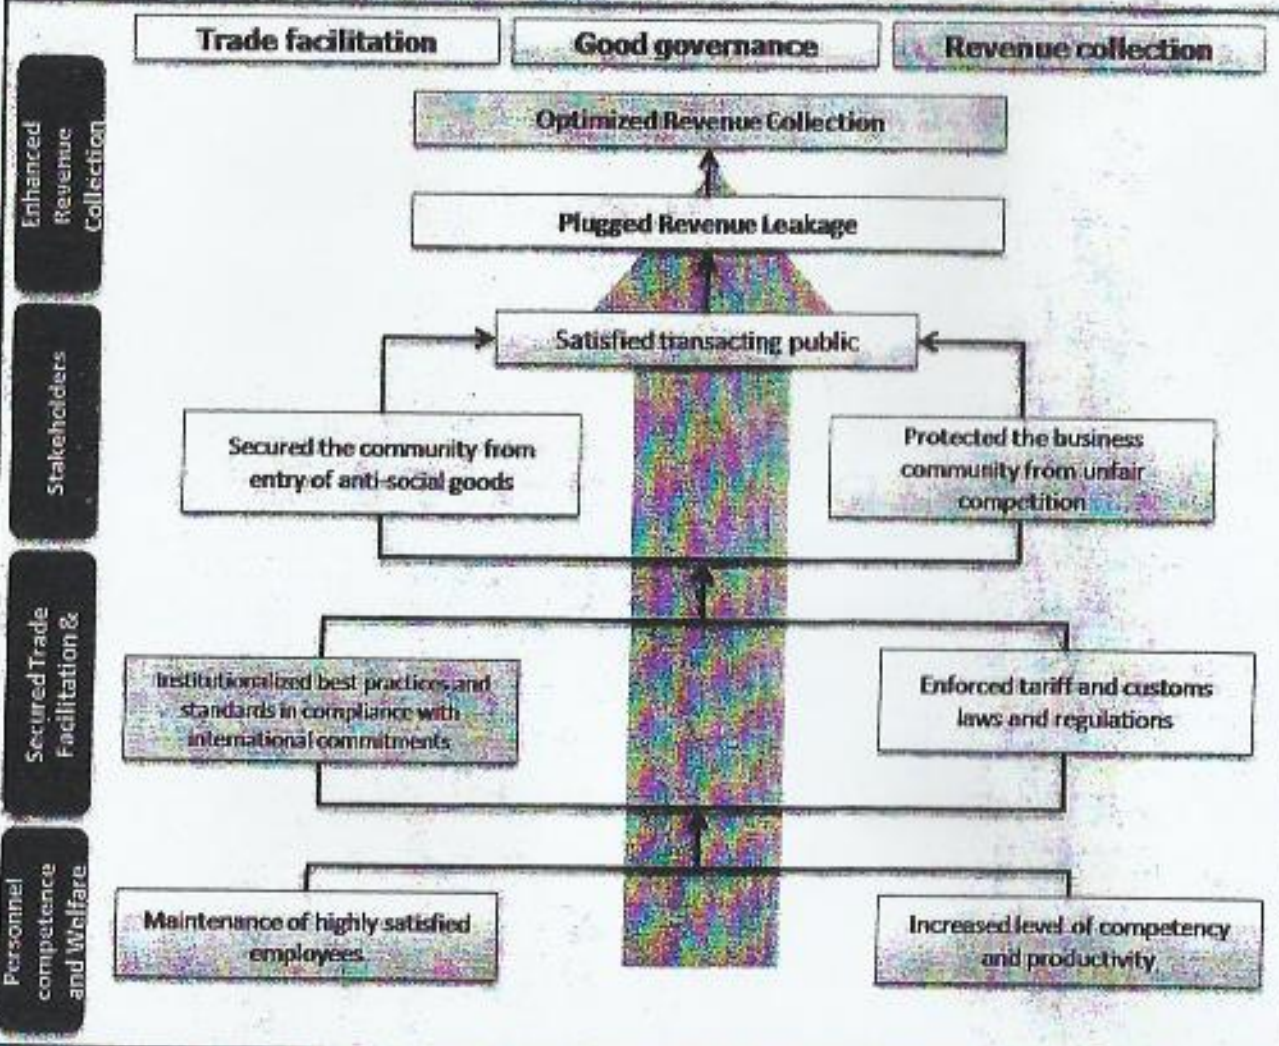 Trade facilitation
Good governance
Revenue collection
Enhanced
Revenue
Collection
Optimized Revenue Collection
Plugged Revenue Leakage
Stakeholders
Satisfied transacting public
Secured the community from
entry of anti-social goods
Protected the business
community from unfair
competition
Secured Trade
Facilitation &
Institutionalized best practices and
standards in compliance with
international commitments
Enforced tariff and customs
laws and regulations
Personnel
competence
and Welfare
Maintenance of highly satisfied
employees
Increased level of competency
and productivity